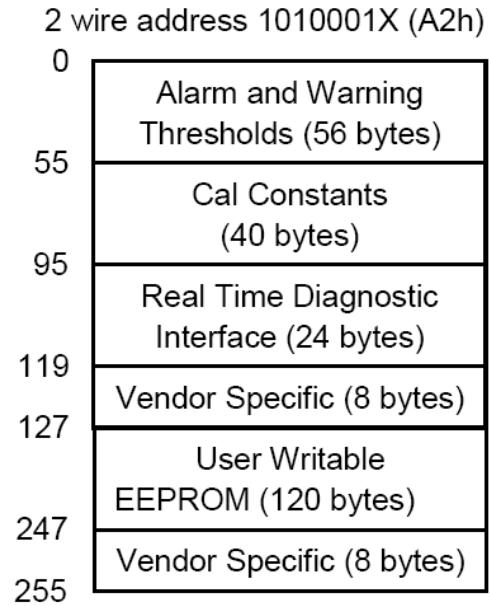 2 wire address 1010001X (A2h)
0
Alarm and Warning
Thresholds (56 bytes)
55
Cal Constants
(40 bytes)
95
Real Time Diagnostic
Interface (24 bytes)
119
Vendor Specific (8 bytes)
127
User Writable
EEPROM (120 bytes)
247
Vendor Specific (8 bytes)
255